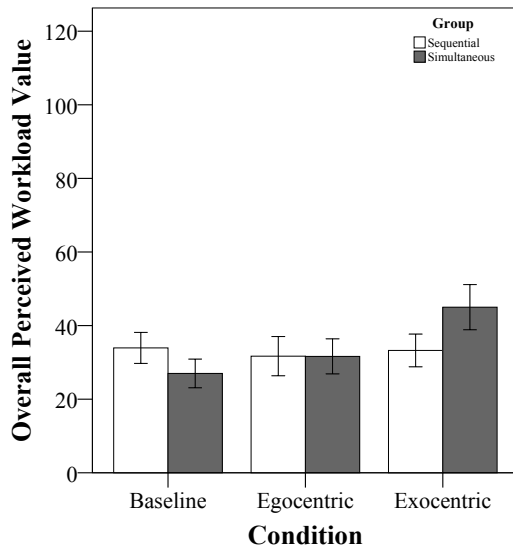 Group
Sequential
Simultaneous
Overall Perceived Workload Value
120
100
80
60
40
20
0
Baseline Egocentric Exocentric
Condition